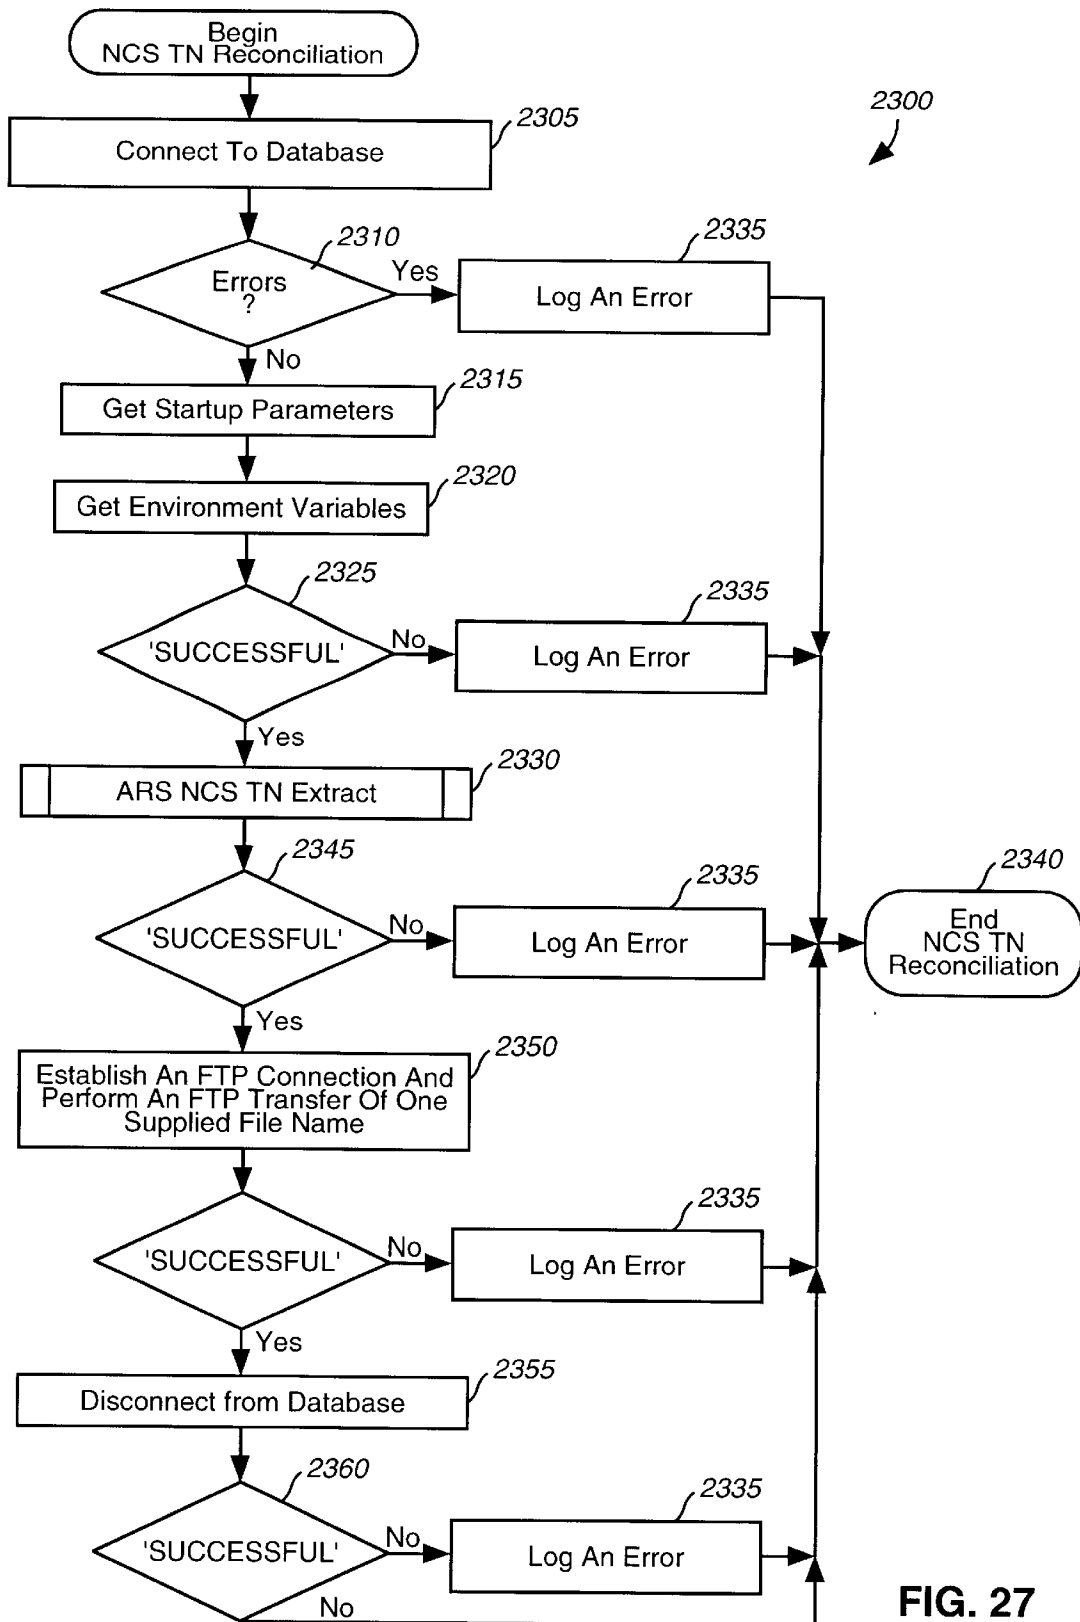 Begin
NCS TN Reconciliation
2300
2305
Connect To Database
2310
2335
Errors
?
Yes
Log An Error
No
2315
Get Startup Parameters
2320
Get Environment Variables
2325
2335
'SUCCESSFUL'
No
Log An Error
Yes
2330
ARS NCS TN Extract
2345
2335
2340
'SUCCESSFUL'
No
Log An Error
End
NCS TN
Reconciliation
Yes
2350
Establish An FTP Connection And
Perform An FTP Transfer Of One
Supplied File Name
2335
'SUCCESSFUL'
No
Log An Error
Yes
2355
Disconnect from Database
2360
2335
'SUCCESSFUL'
No
Log An Error
No
FIG. 27